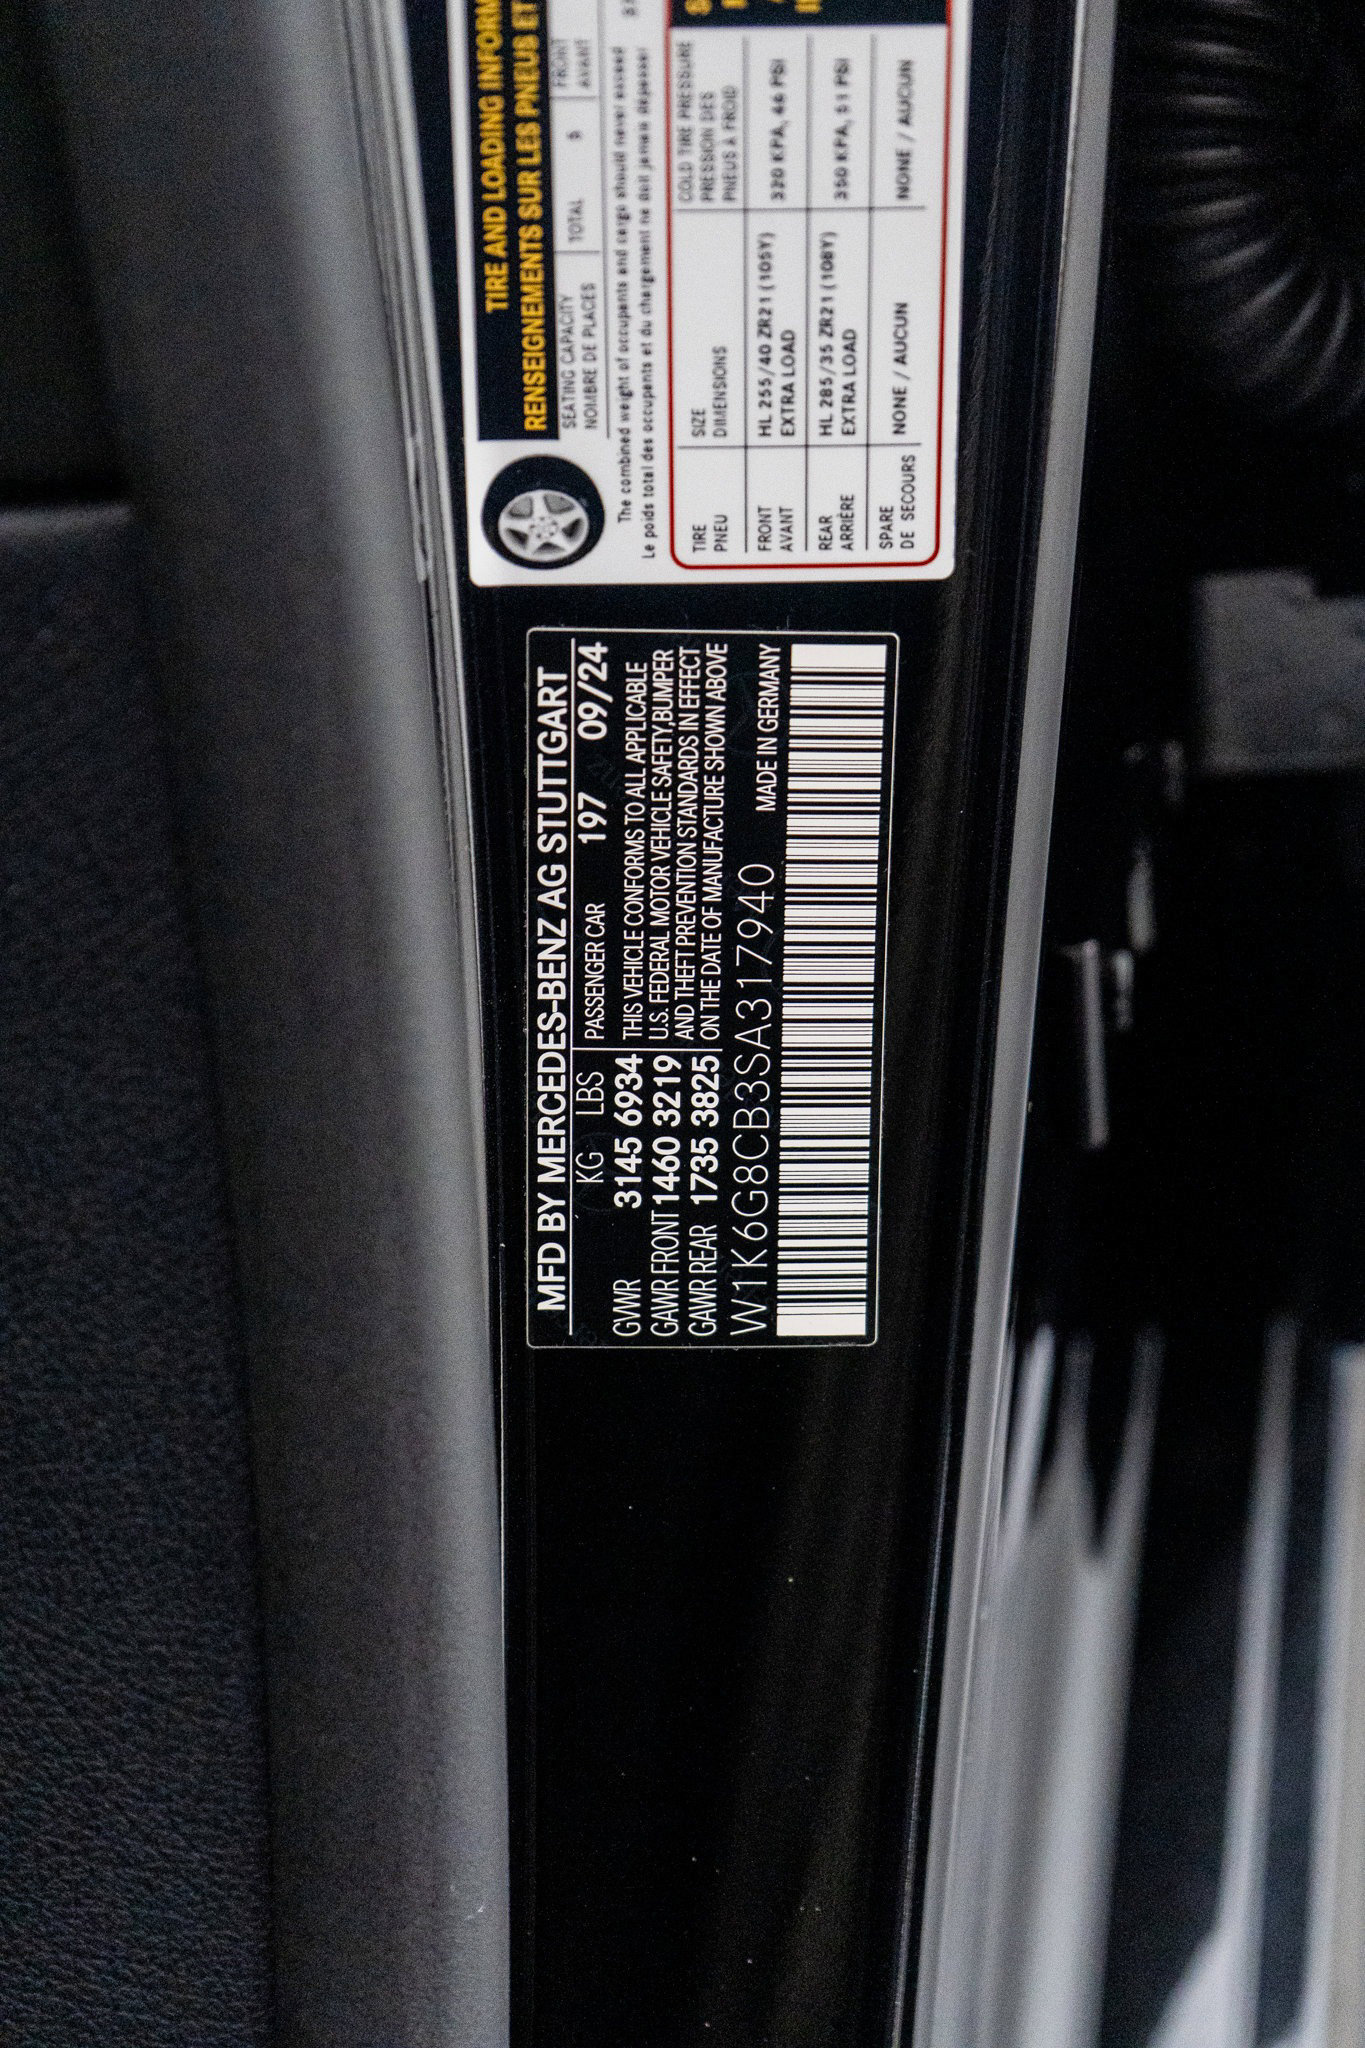 TIRE AND LOADING INFORM
RENSEIGNEMENTS SUR LES PNEUS ET
SEATING CAPACITY
NOMBRE DE PLACES
TOTAL 5
FRONT
AVANT
The combined weight of occupants and cargo should never exceed
Le poids total des occupants et du chargement ne doit jamais dépasser
TIRE SIZE COLD TIRE PRESSURE
PNEU DIMENSIONS PRESSION DES
PNEUS À FROID
FRONT HL 255/40 ZR21 (105Y) 320 KPA, 46 PSI
AVANT EXTRA LOAD
REAR HL 285/35 ZR21 (108Y) 350 KPA, 51 PSI
ARRIÈRE EXTRA LOAD
SPARE
DE SECOURS NONE / AUCUN NONE / AUCUN
MFD BY MERCEDES-BENZ AG STUTTGART
KG LBS PASSENGER CAR 197 09/24
GVWR 3145 6934 THIS VEHICLE CONFORMS TO ALL APPLICABLE
GAWR FRONT 1460 3219 U.S. FEDERAL MOTOR VEHICLE SAFETY,BUMPER
GAWR REAR 1735 3825 AND THEFT PREVENTION STANDARDS IN EFFECT
ON THE DATE OF MANUFACTURE SHOWN ABOVE
W1K6G8CB3SA317940 MADE IN GERMANY